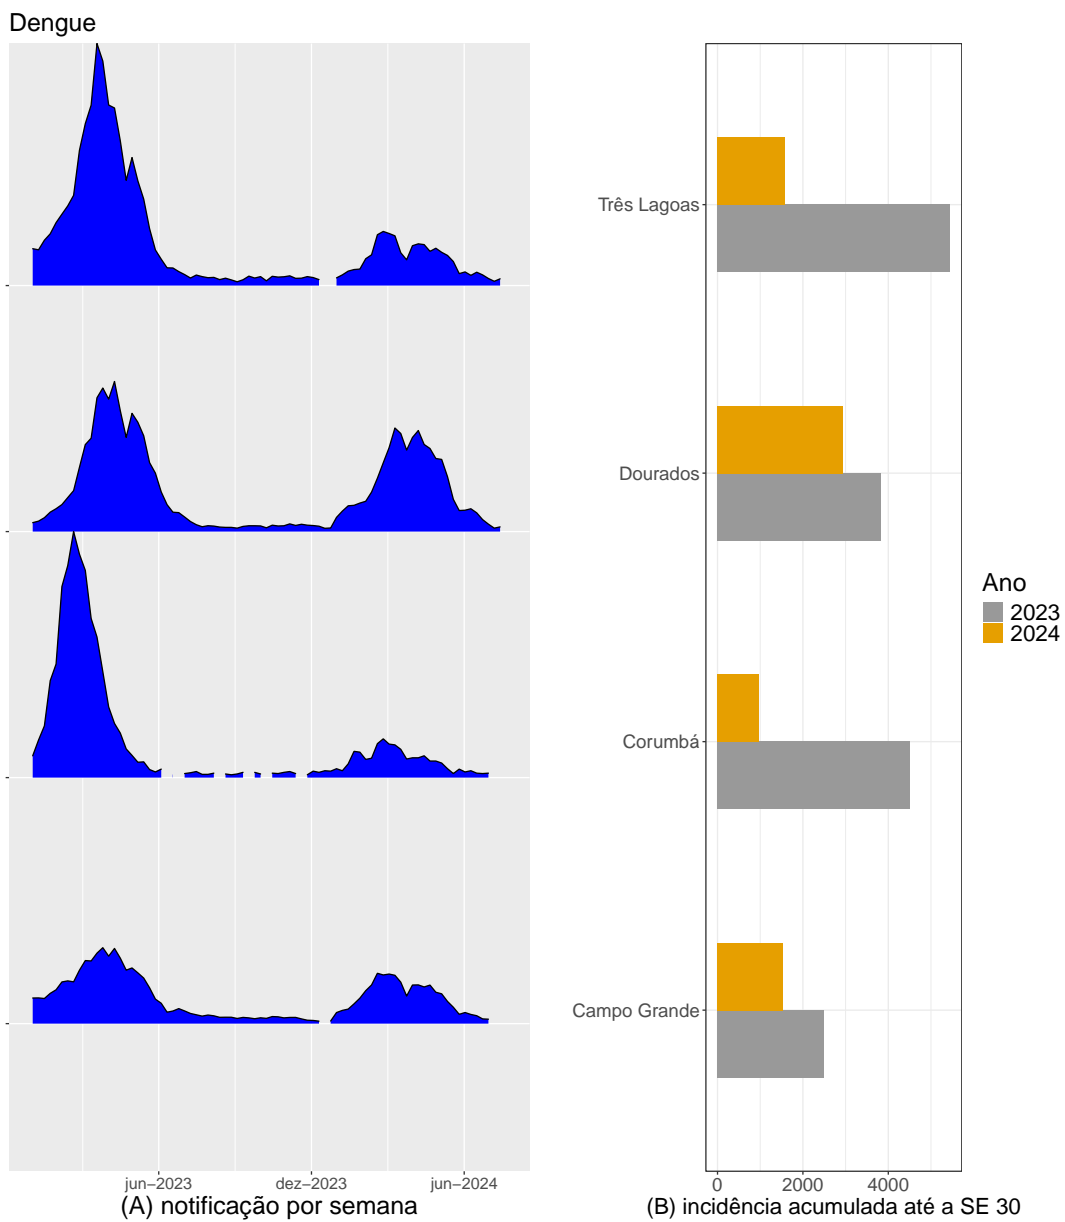 Dengue
Três Lagoas
Dourados
Corumbá
Campo Grande
jun–2023
dez–2023
jun–2024
(A) notificação por semana
0
2000
4000
(B) incidência acumulada até a SE 30
Ano
2023
2024